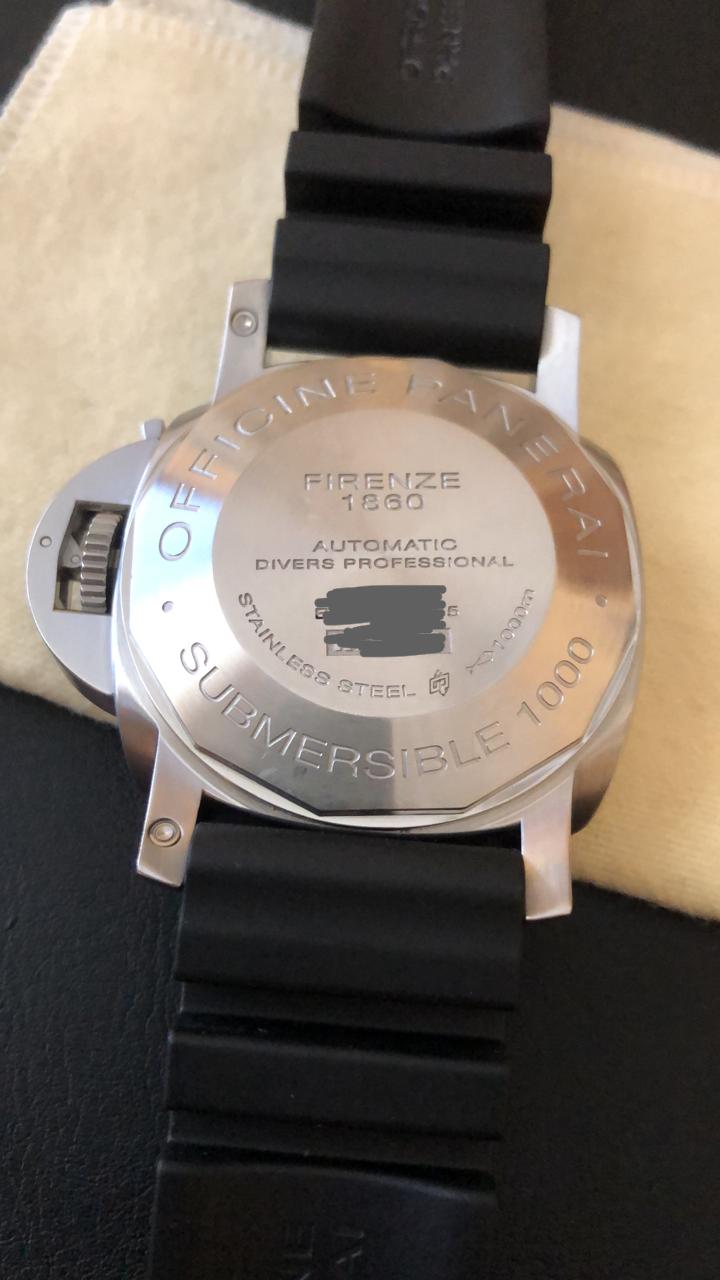 OFFICINE PANERAI
FIRENZE
1860
AUTOMATIC
DIVERS PROFESSIONAL
STAINLESS STEEL
1000m
SUBMERSIBLE 1000